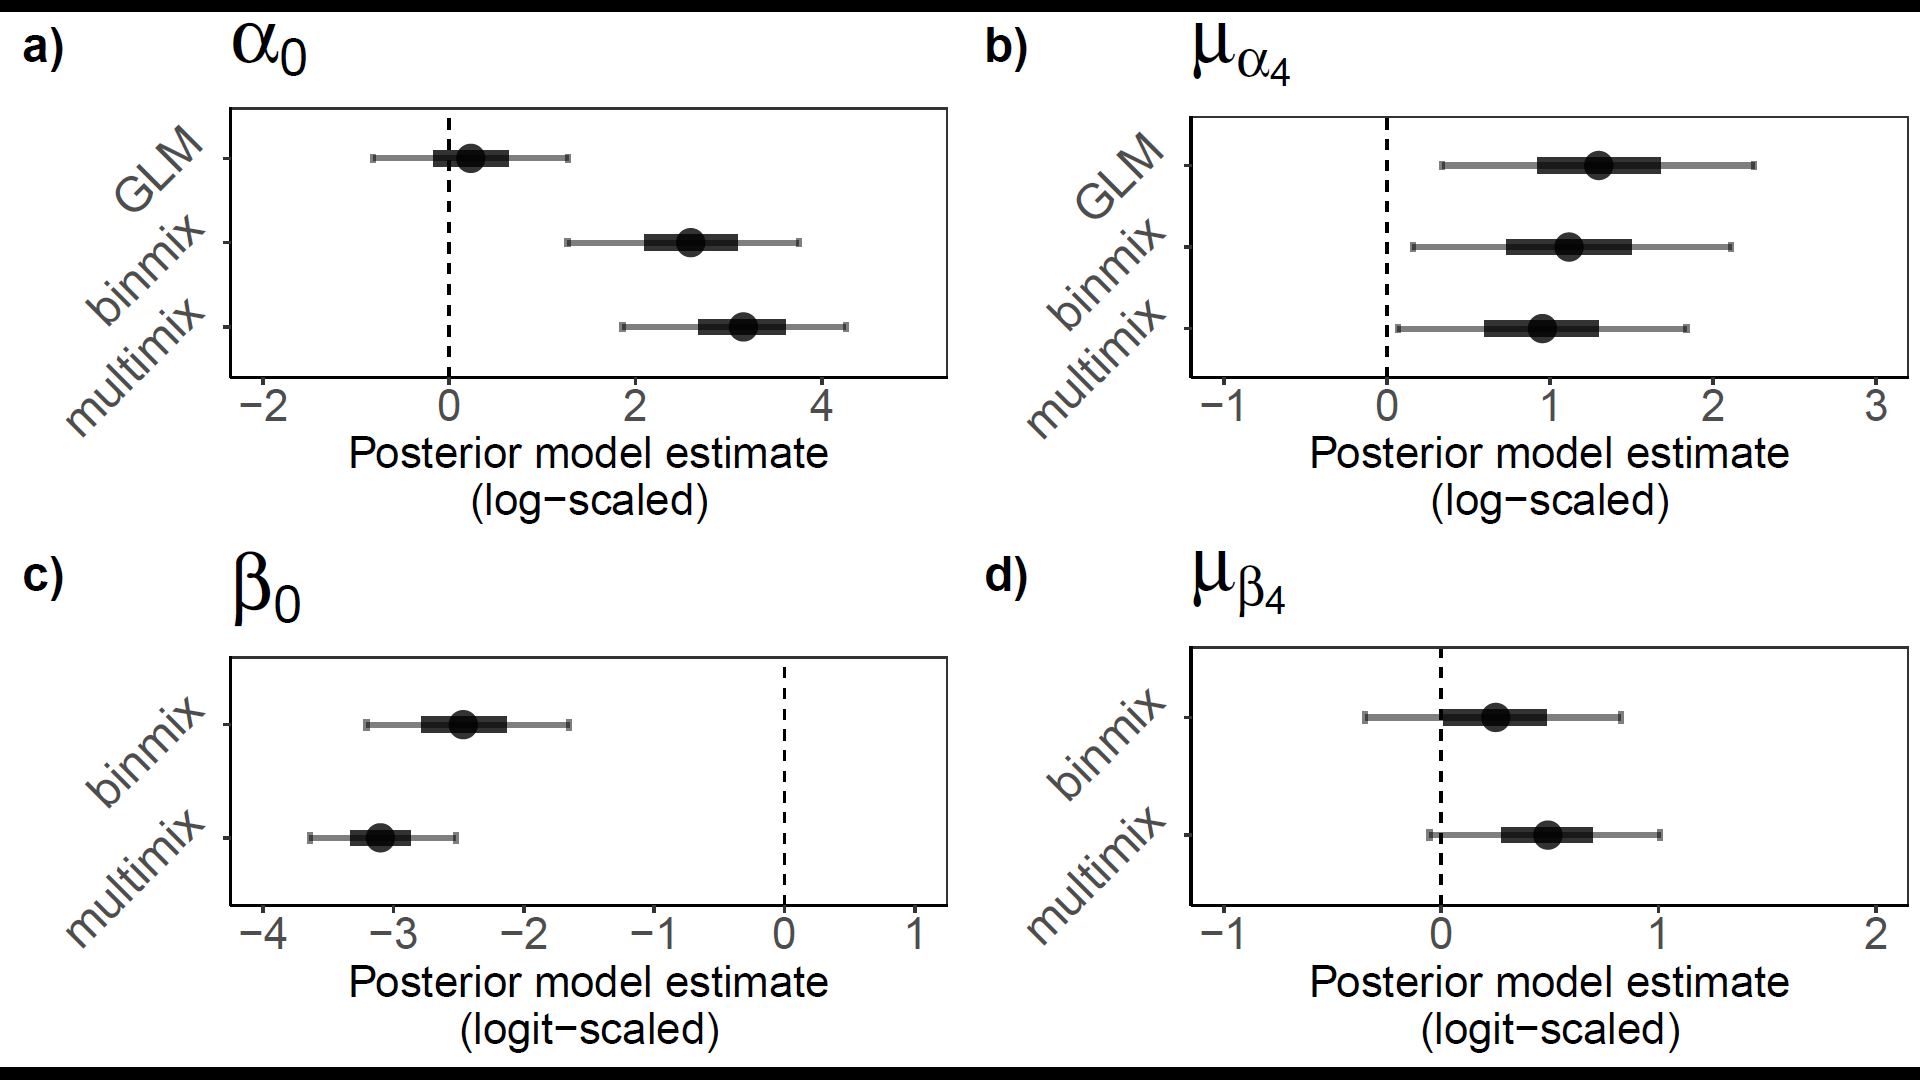 a) α0
GLM
binmix
multimix
−2 0 2 4
Posterior model estimate
(log−scaled)
b) μα4
GLM
binmix
multimix
−1 0 1 2 3
Posterior model estimate
(log−scaled)
c) β0
binmix
multimix
−4 −3 −2 −1 0 1
Posterior model estimate
(logit−scaled)
d) μβ4
binmix
multimix
−1 0 1 2
Posterior model estimate
(logit−scaled)